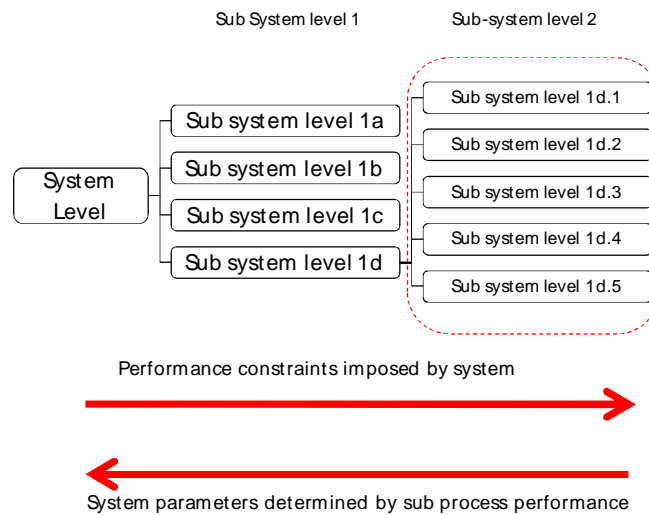 Sub System level 1
Sub-system level 2
Sub system level 1a
Sub system level 1b
Sub system level 1c
Sub system level 1d
System
Level
Sub system level 1d.1
Sub system level 1d.2
Sub system level 1d.3
Sub system level 1d.4
Sub system level 1d.5
Performance constraints imposed by system
System parameters determined by sub process performance